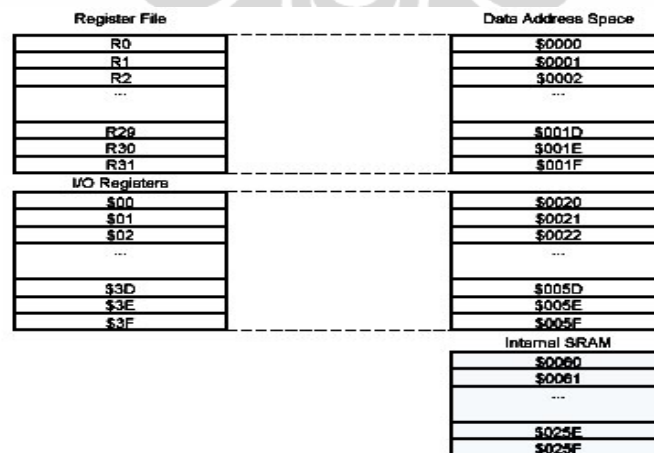 Register File
Data Address Space
R0
$0000
R1
$0001
R2
$0002
...
...
R29
$001D
R30
$001E
R31
$001F
I/O Registers
$00
$0020
$01
$0021
$02
$0022
...
...
$3D
$005D
$3E
$005E
$3F
$005F
Internal SRAM
$0060
$0061
...
$025E
$025F